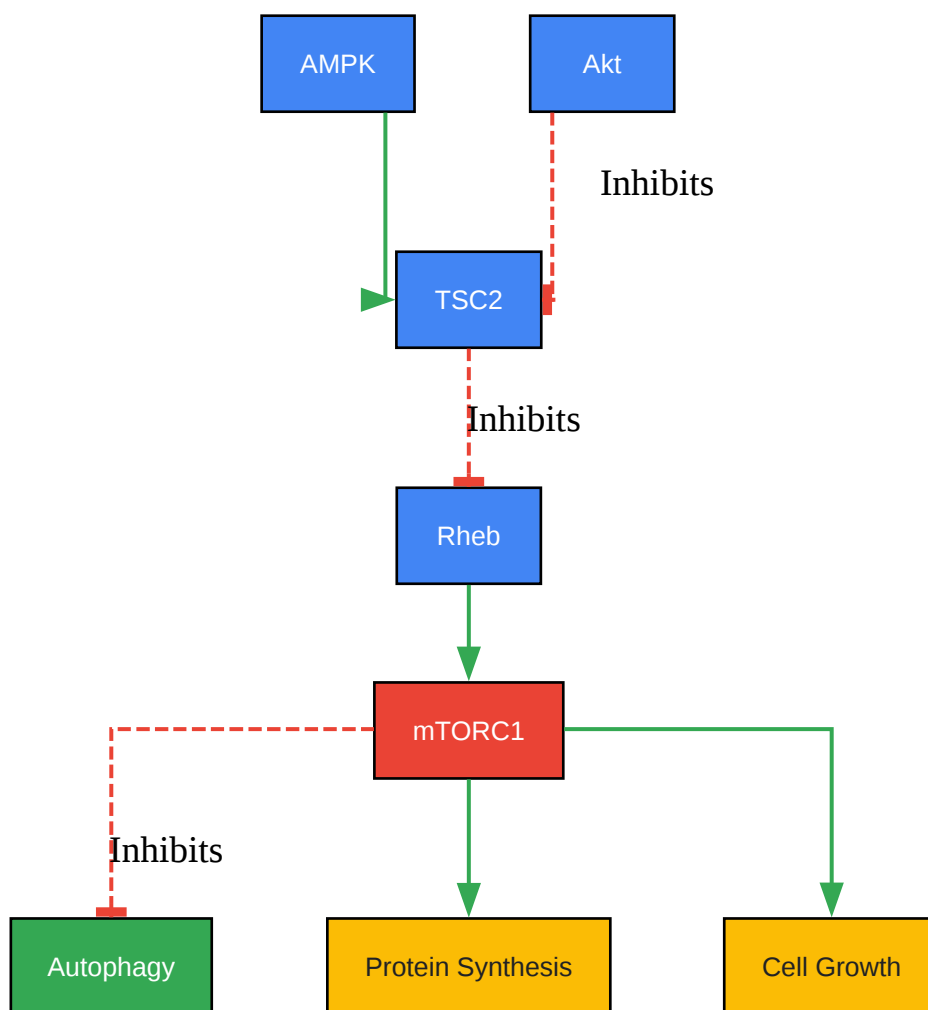 AMPK
Akt
Inhibits
TSC2
Inhibits
Rheb
mTORC1
Inhibits
Autophagy
Protein Synthesis
Cell Growth